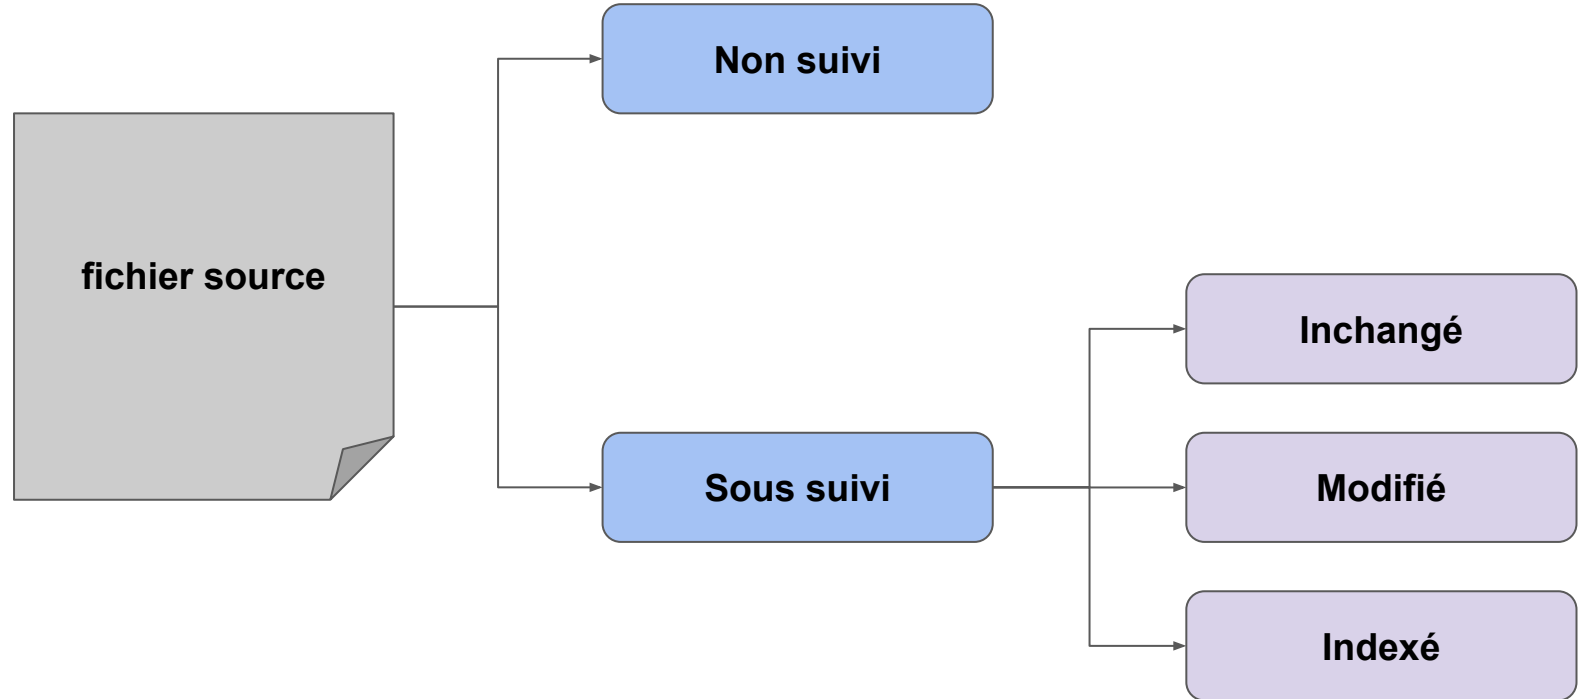 Non suivi
fichier source
Inchangé
Sous suivi
Modifié
Indexé